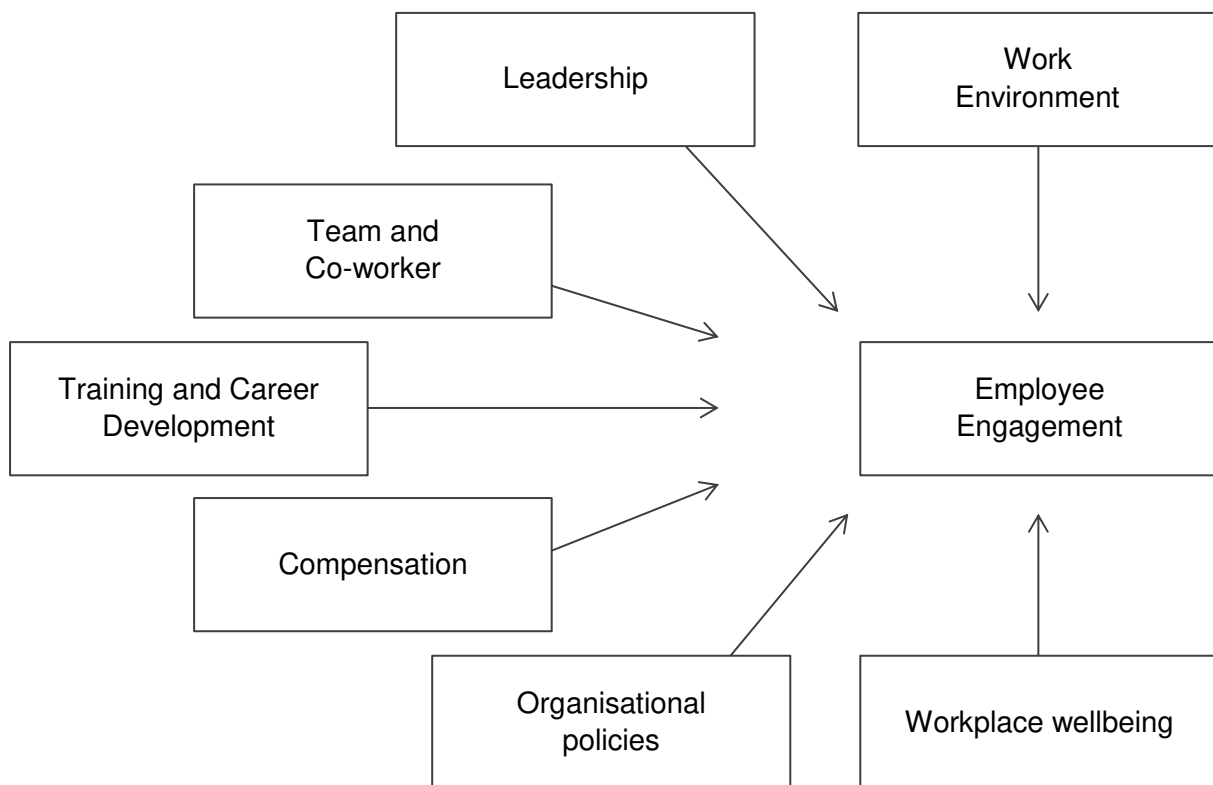 Leadership
Work
Environment
Team and
Co-worker
Training and Career
Development
Employee
Engagement
Compensation
Organisational
policies
Workplace wellbeing